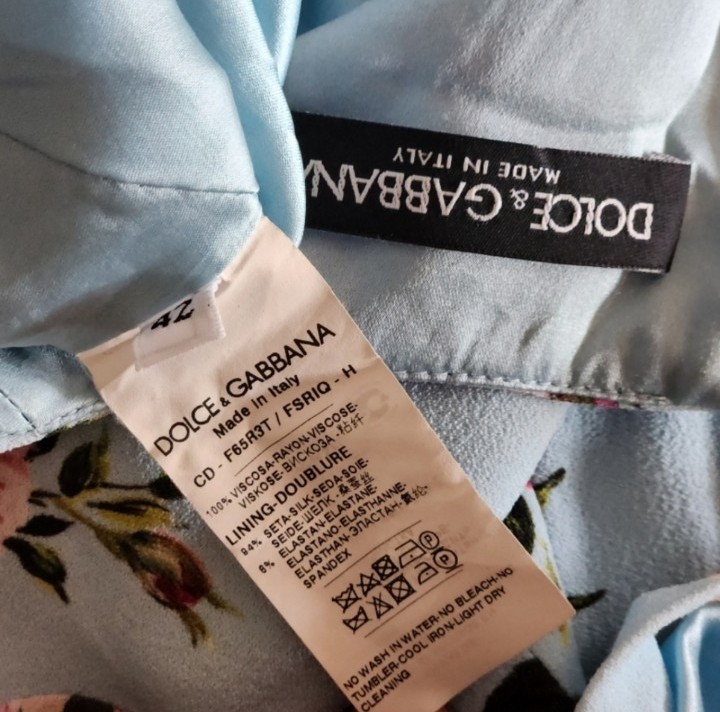 DOLCE & GABBANA
MADE IN ITALY
42
DOLCE & GABBANA
Made in Italy
CD - F65R3T / FSRIQ - H
100% VISCOSA-RAYON-VISCOSE-
VISKOSE-ВИСКОЗА-粘纤
LINING-DOUBLURE
94% SETA-SILK-SEDA-SOIE-
SEIDE-ШЕЛК-桑蚕丝
6% ELASTAN-ELASTANE-
ELASTANO-ELASTHANNE-
ELASTHAN-ЭЛАСТАН-氨纶-
SPANDEX
NO WASH IN WATER-NO BLEACH-NO
TUMBLER-COOL IRON-LIGHT DRY
CLEANING